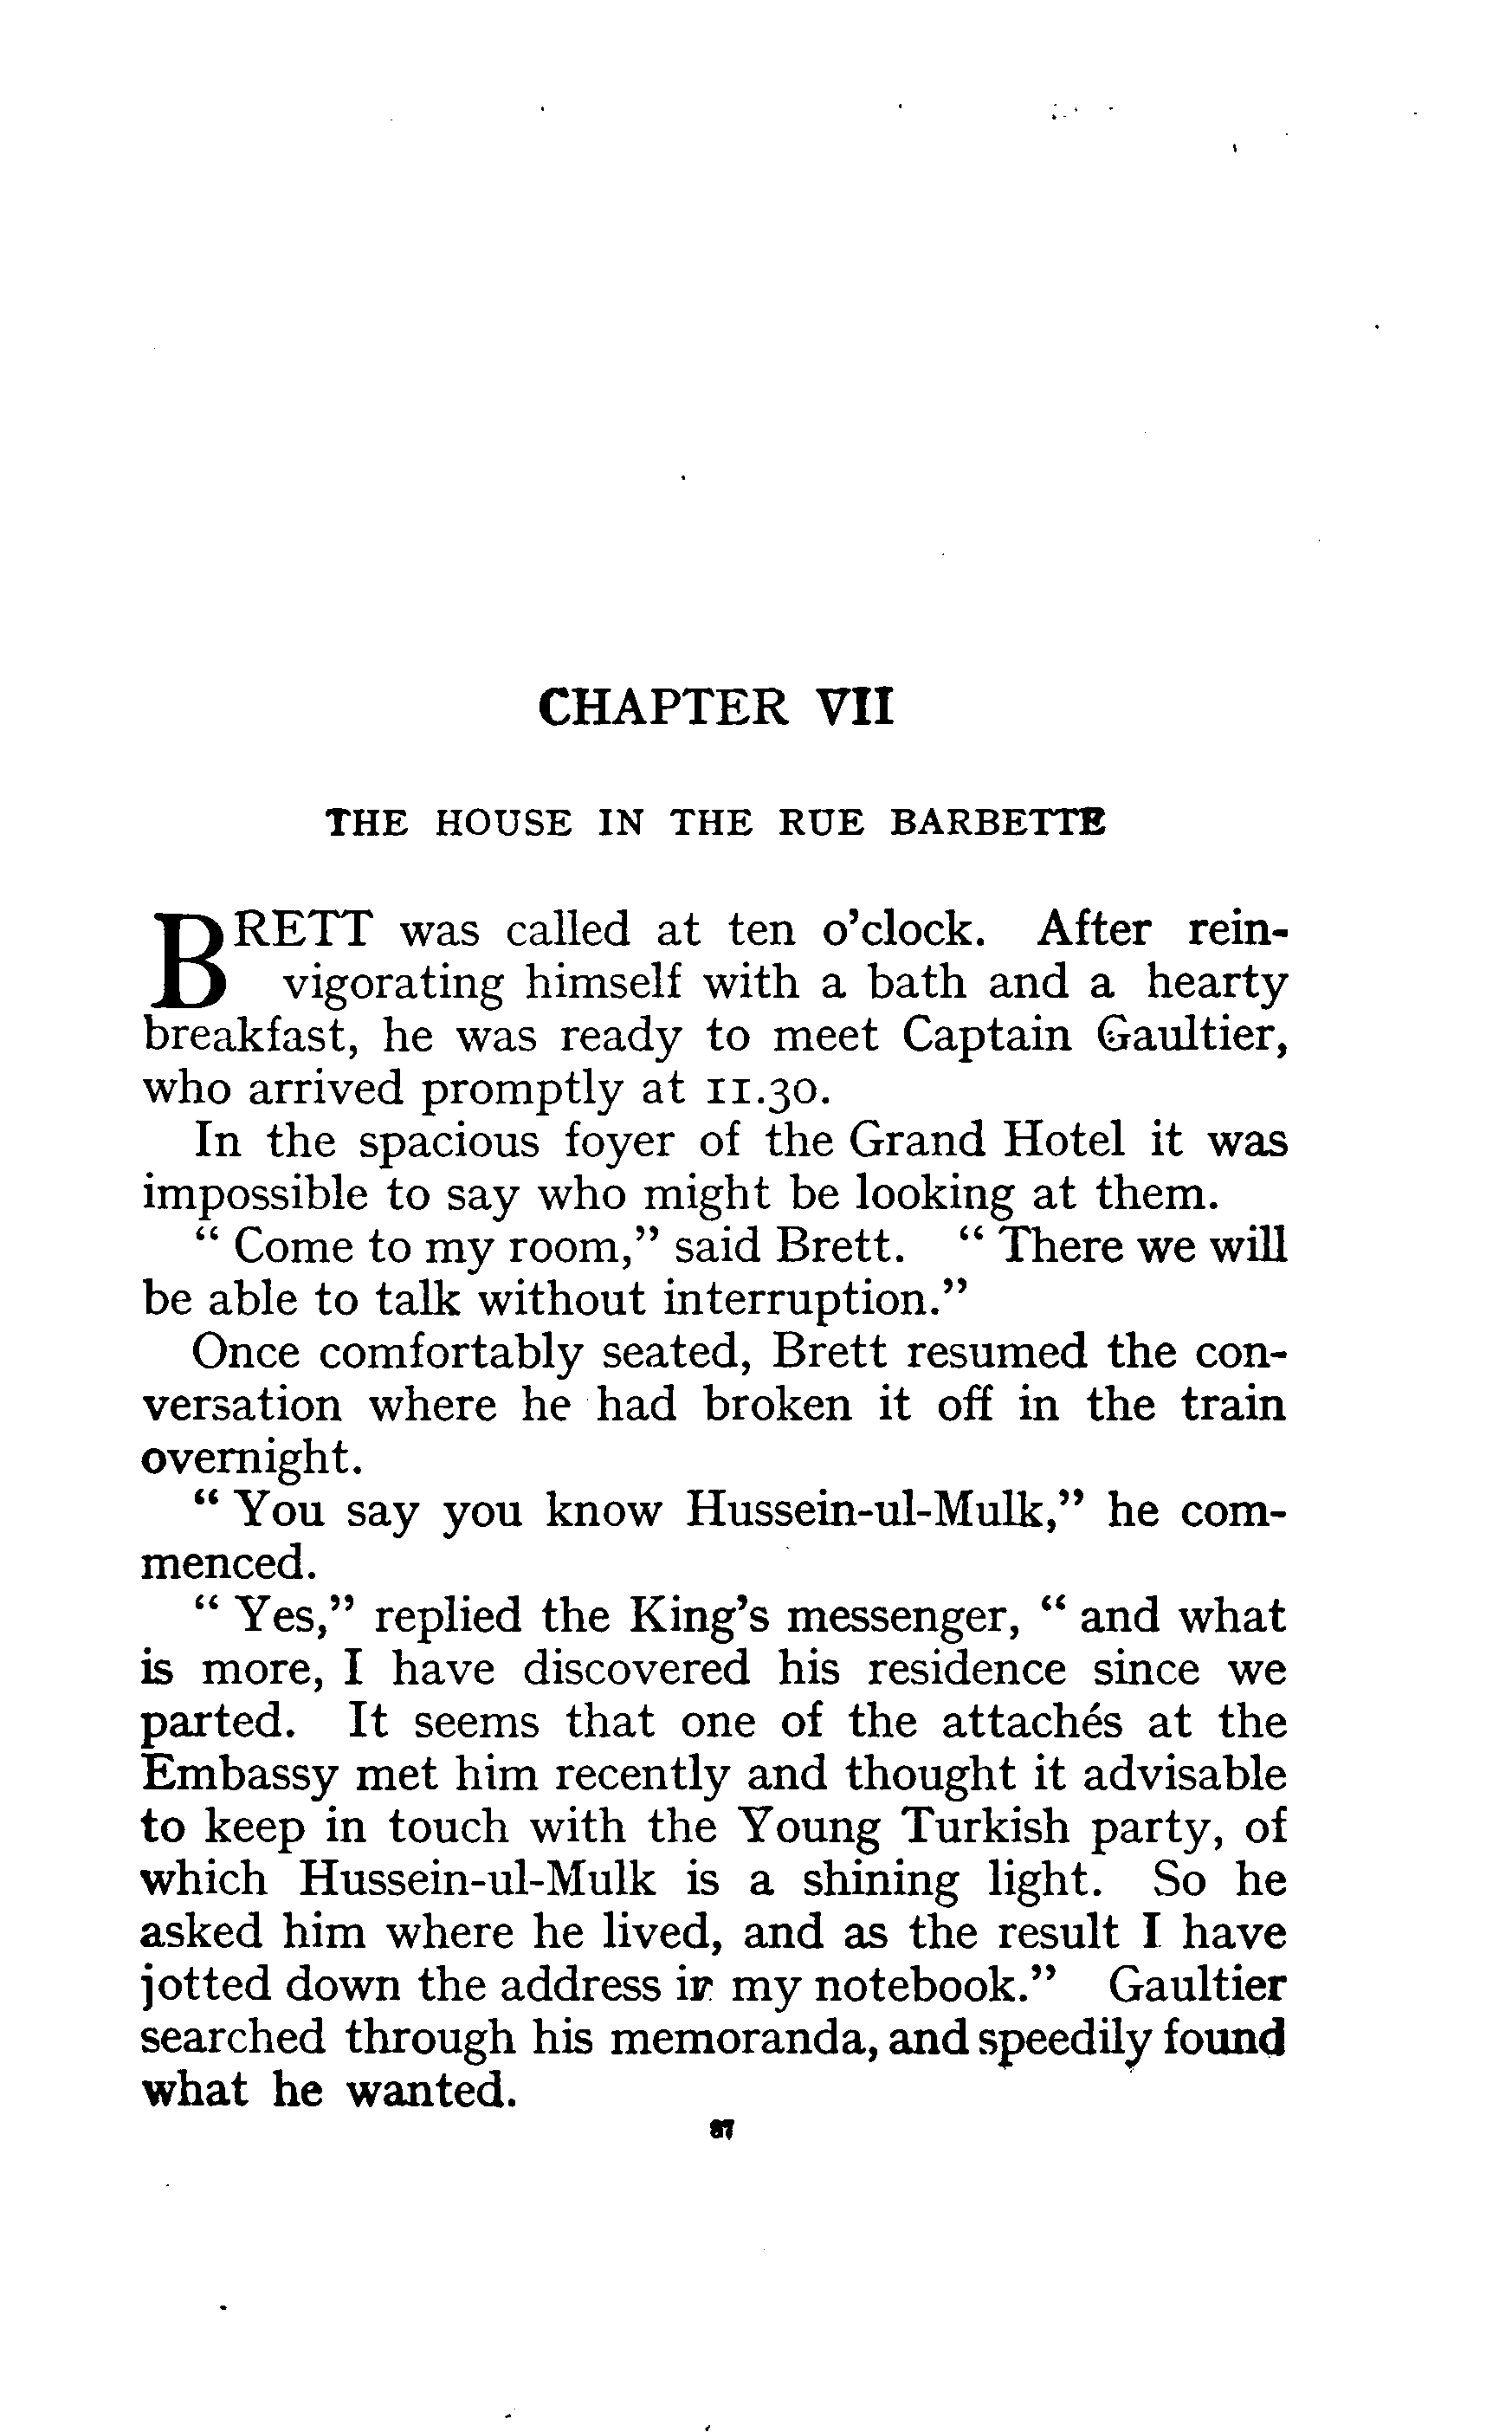 CHAPTER VII
THE HOUSE IN THE RUE BARBETTE
BRETT was called at ten o'clock. After rein-
vigorating himself with a bath and a hearty
breakfast, he was ready to meet Captain Gaultier,
who arrived promptly at 11.30.
In the spacious foyer of the Grand Hotel it was
impossible to say who might be looking at them.
" Come to my room," said Brett. " There we will
be able to talk without interruption."
Once comfortably seated, Brett resumed the con-
versation where he had broken it off in the train
overnight.
" You say you know Hussein-ul-Mulk," he com-
menced.
" Yes," replied the King's messenger, " and what
is more, I have discovered his residence since we
parted. It seems that one of the attachés at the
Embassy met him recently and thought it advisable
to keep in touch with the Young Turkish party, of
which Hussein-ul-Mulk is a shining light. So he
asked him where he lived, and as the result I have
jotted down the address in my notebook." Gaultier
searched through his memoranda, and speedily found
what he wanted.
87